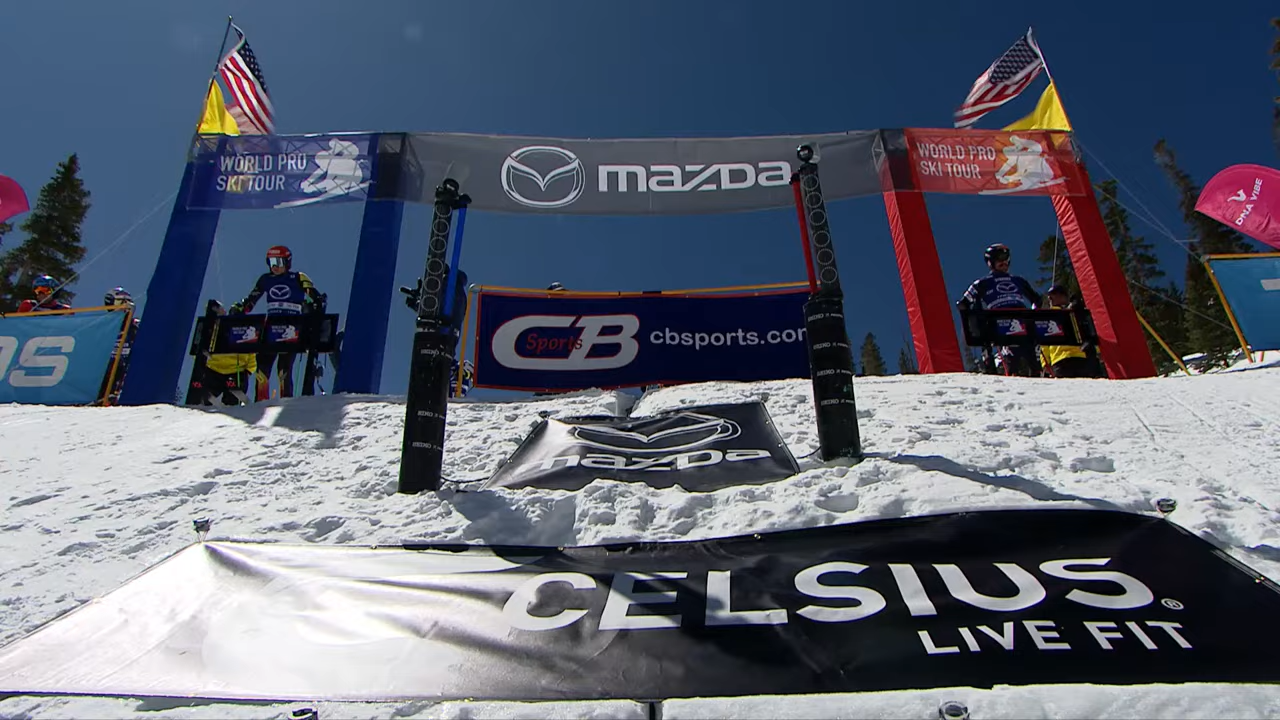 WORLD PRO
SKI TOUR
mazda
WORLD PRO
SKI TOUR
DNA VIBE
OS
CB
Sports
cbsports.com
mazda
CELSIUS®
LIVE FIT